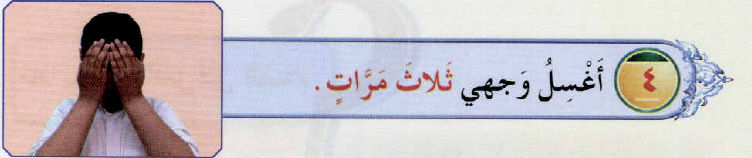 ٤ أَغْسِلُ وَجهي ثَلاثَ مَرَّاتٍ .